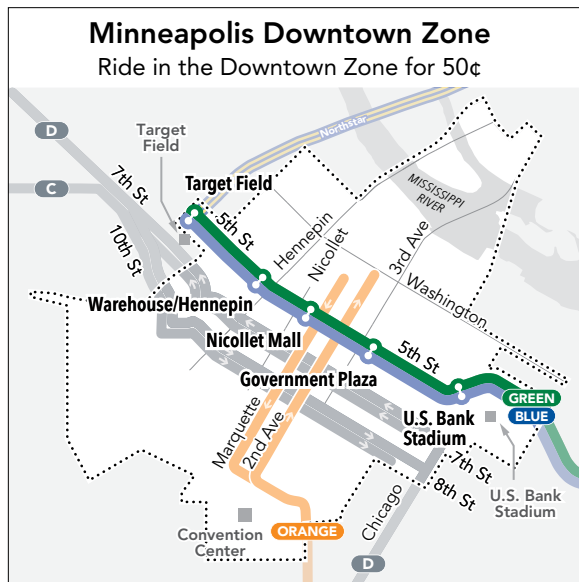 Minneapolis Downtown Zone
Ride in the Downtown Zone for 50¢
D
Target
Field
Northstar
7th St
C
Target Field
MISSISSIPPI
RIVER
5th St
Hennepin
Nicollet
3rd Ave
10th St
Washington
Warehouse/Hennepin
Nicollet Mall
5th St
Government Plaza
GREEN
BLUE
U.S. Bank
Stadium
Marquette
2nd Ave
7th St
8th St
U.S. Bank
Stadium
Chicago
Convention
Center
ORANGE
D